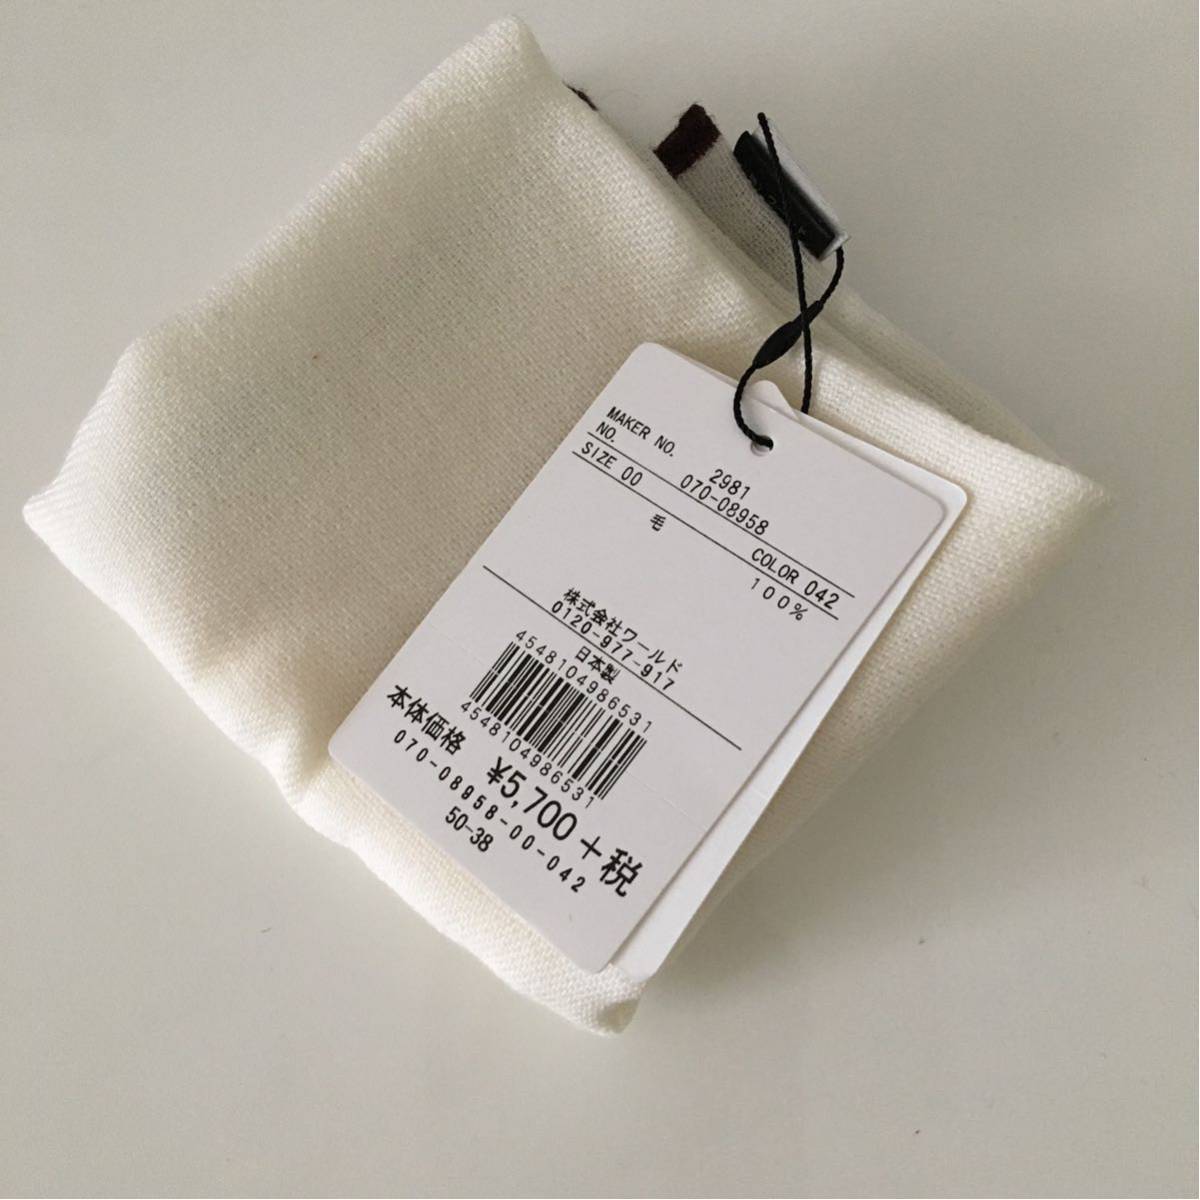 MAKER NO. 2981
NO. 070-08958
SIZE 00 COLOR 042
毛 100%
株式会社ワールド
0120-977-917
日本製
4548104986531
4548104986531
本体価格 ¥5,700+税
070-08958-00-042
50-38